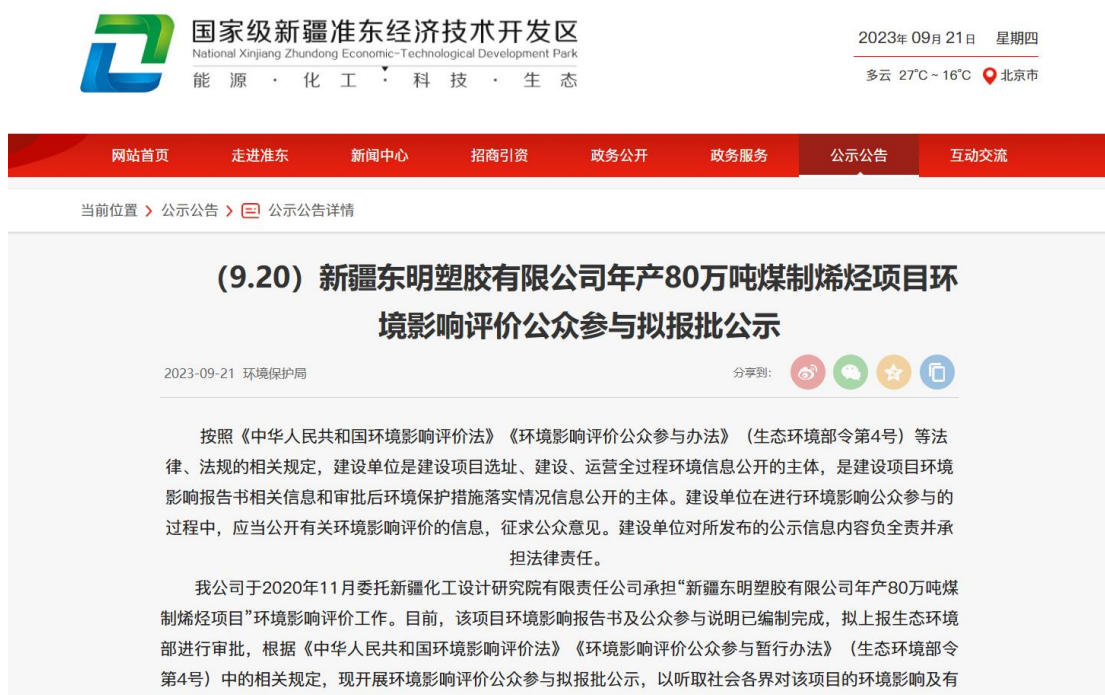 国家级新疆准东经济技术开发区
National Xinjiang Zhundong Economic-Technological Development Park
能 源 · 化 工 · 科 技 · 生 态
2023年 09月 21日 星期四
多云 27℃ ~ 16℃ 北京市
网站首页 走进准东 新闻中心 招商引资 政务公开 政务服务 公示公告 互动交流
当前位置 > 公示公告 > 公示公告详情
（9.20）新疆东明塑胶有限公司年产80万吨煤制烯烃项目环
境影响评价公众参与拟报批公示
2023-09-21 环境保护局 分享到:
按照《中华人民共和国环境影响评价法》《环境影响评价公众参与办法》（生态环境部令第4号）等法
律、法规的相关规定，建设单位是建设项目选址、建设、运营全过程环境信息公开的主体，是建设项目环境
影响报告书相关信息和审批后环境保护措施落实情况信息公开的主体。建设单位在进行环境影响公众参与的
过程中，应当公开有关环境影响评价的信息，征求公众意见。建设单位对所发布的公示信息内容负全责并承
担法律责任。
我公司于2020年11月委托新疆化工设计研究院有限责任公司承担“新疆东明塑胶有限公司年产80万吨煤
制烯烃项目”环境影响评价工作。目前，该项目环境影响报告书及公众参与说明已编制完成，拟上报生态环境
部进行审批，根据《中华人民共和国环境影响评价法》《环境影响评价公众参与暂行办法》（生态环境部令
第4号）中的相关规定，现开展环境影响评价公众参与拟报批公示，以听取社会各界对该项目的环境影响及有